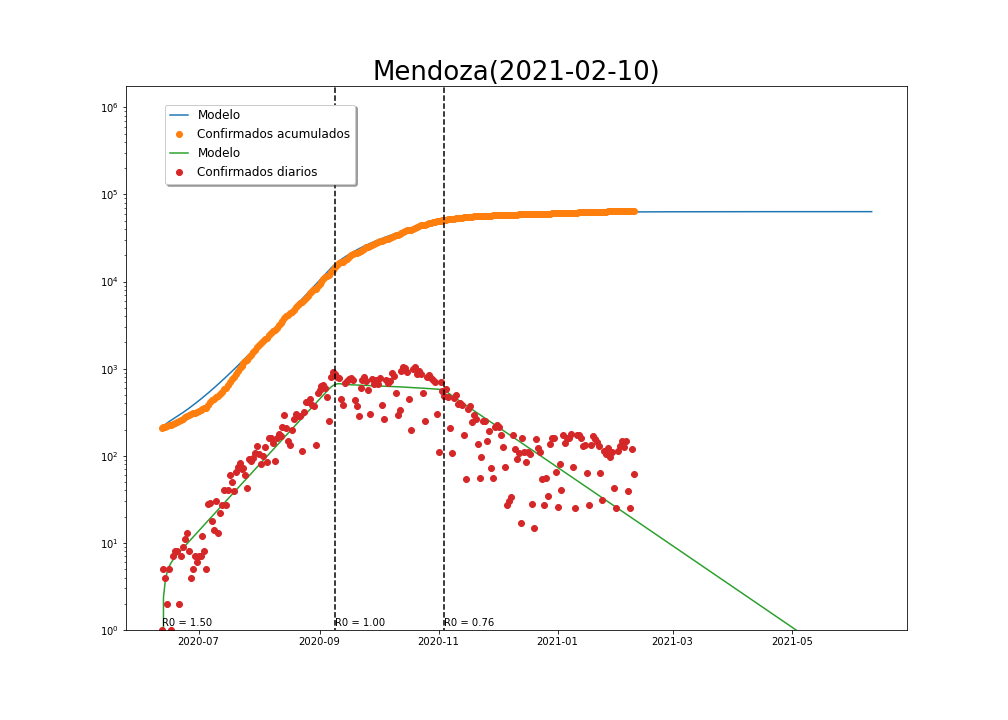 Mendoza(2021-02-10)
Modelo
Confirmados acumulados
Modelo
Confirmados diarios
10⁶
10⁵
10⁴
10³
10²
10¹
10⁰
R0 = 1.50 R0 = 1.00 R0 = 0.76
2020-07 2020-09 2020-11 2021-01 2021-03 2021-05